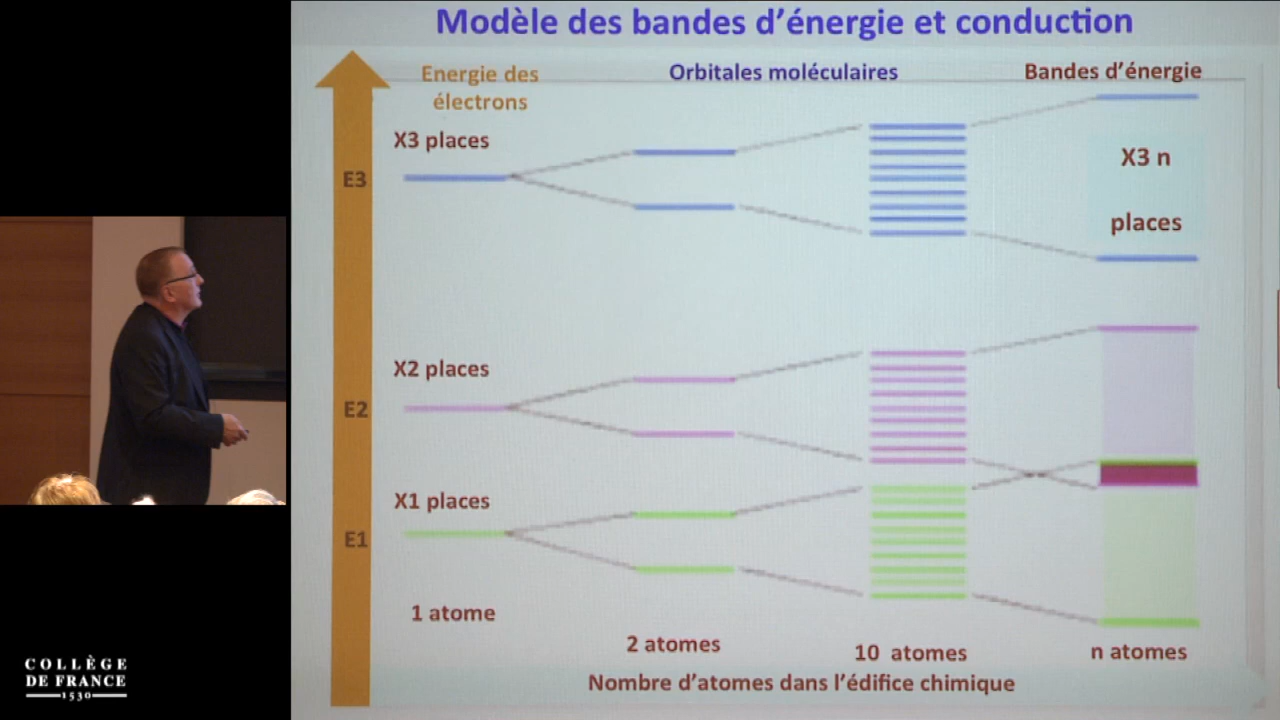 Modèle des bandes d'énergie et conduction
Energie des
électrons
Orbitales moléculaires
Bandes d'énergie
X3 places
E3
X3 n
places
X2 places
E2
X1 places
E1
1 atome
2 atomes
10 atomes
n atomes
Nombre d'atomes dans l'édifice chimique
COLLÈGE
DE FRANCE
1530